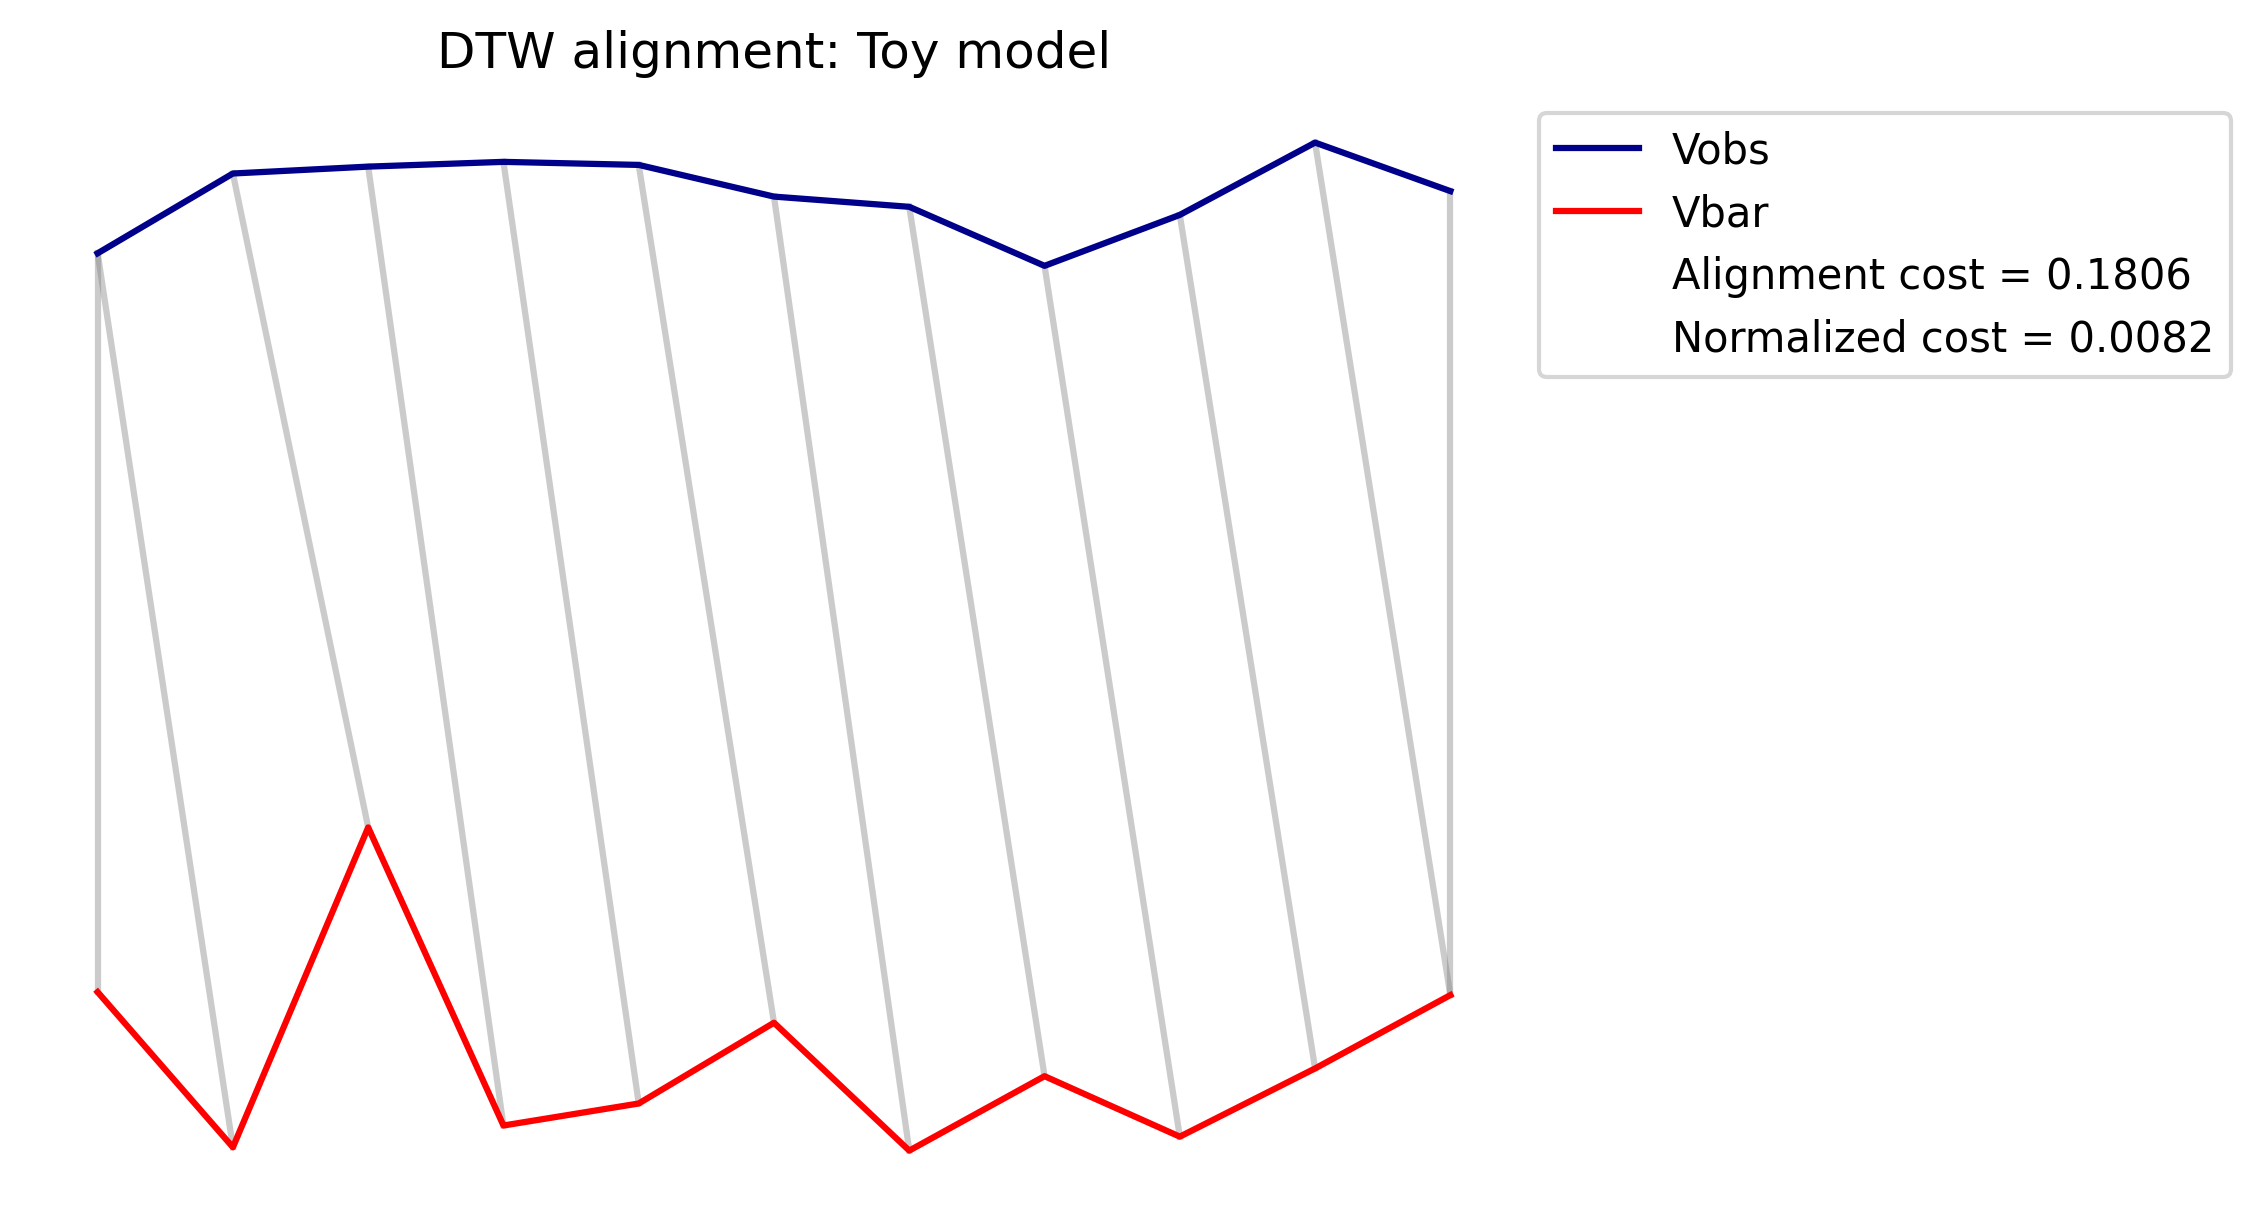 DTW alignment: Toy model
Vobs
Vbar
Alignment cost = 0.1806
Normalized cost = 0.0082